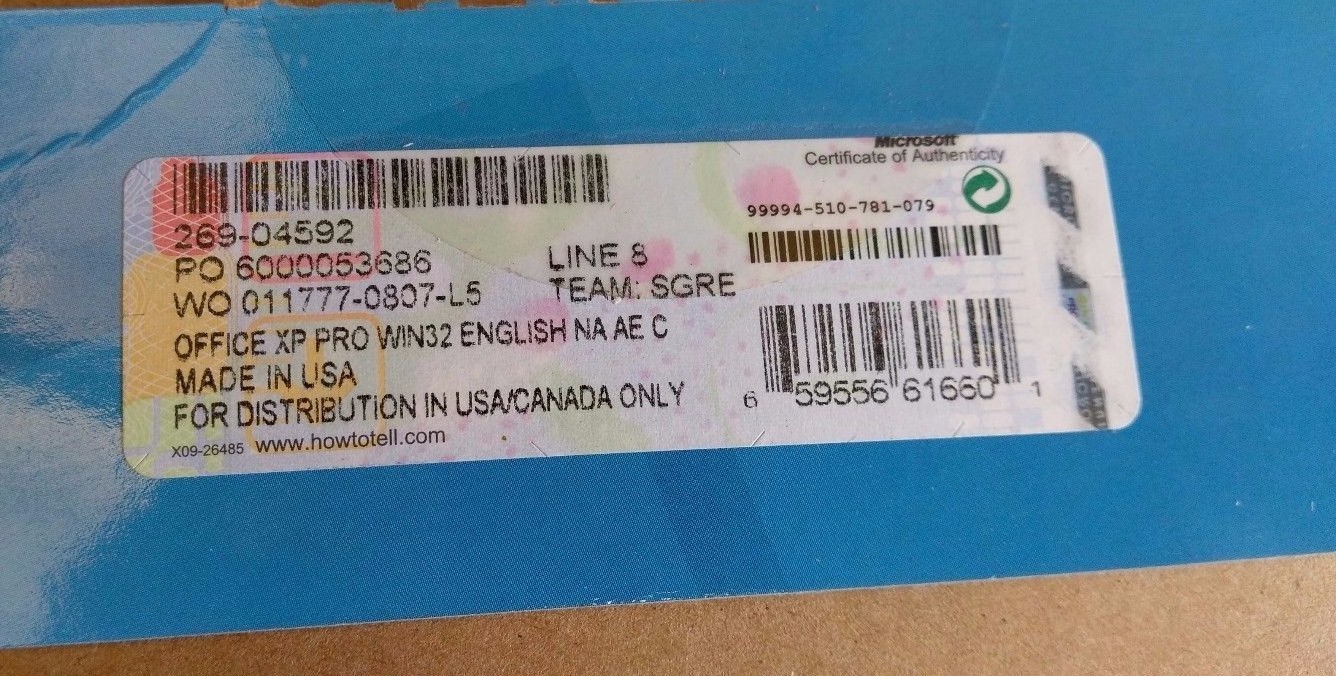 Microsoft
Certificate of Authenticity
99994-510-781-079
269-04592
PO 6000053686
WO 011777-0807-L5
LINE 8
TEAM: SGRE
OFFICE XP PRO WIN32 ENGLISH NA AE C
MADE IN USA
FOR DISTRIBUTION IN USA/CANADA ONLY
X09-26485 www.howtotell.com
6 59556 61660 1